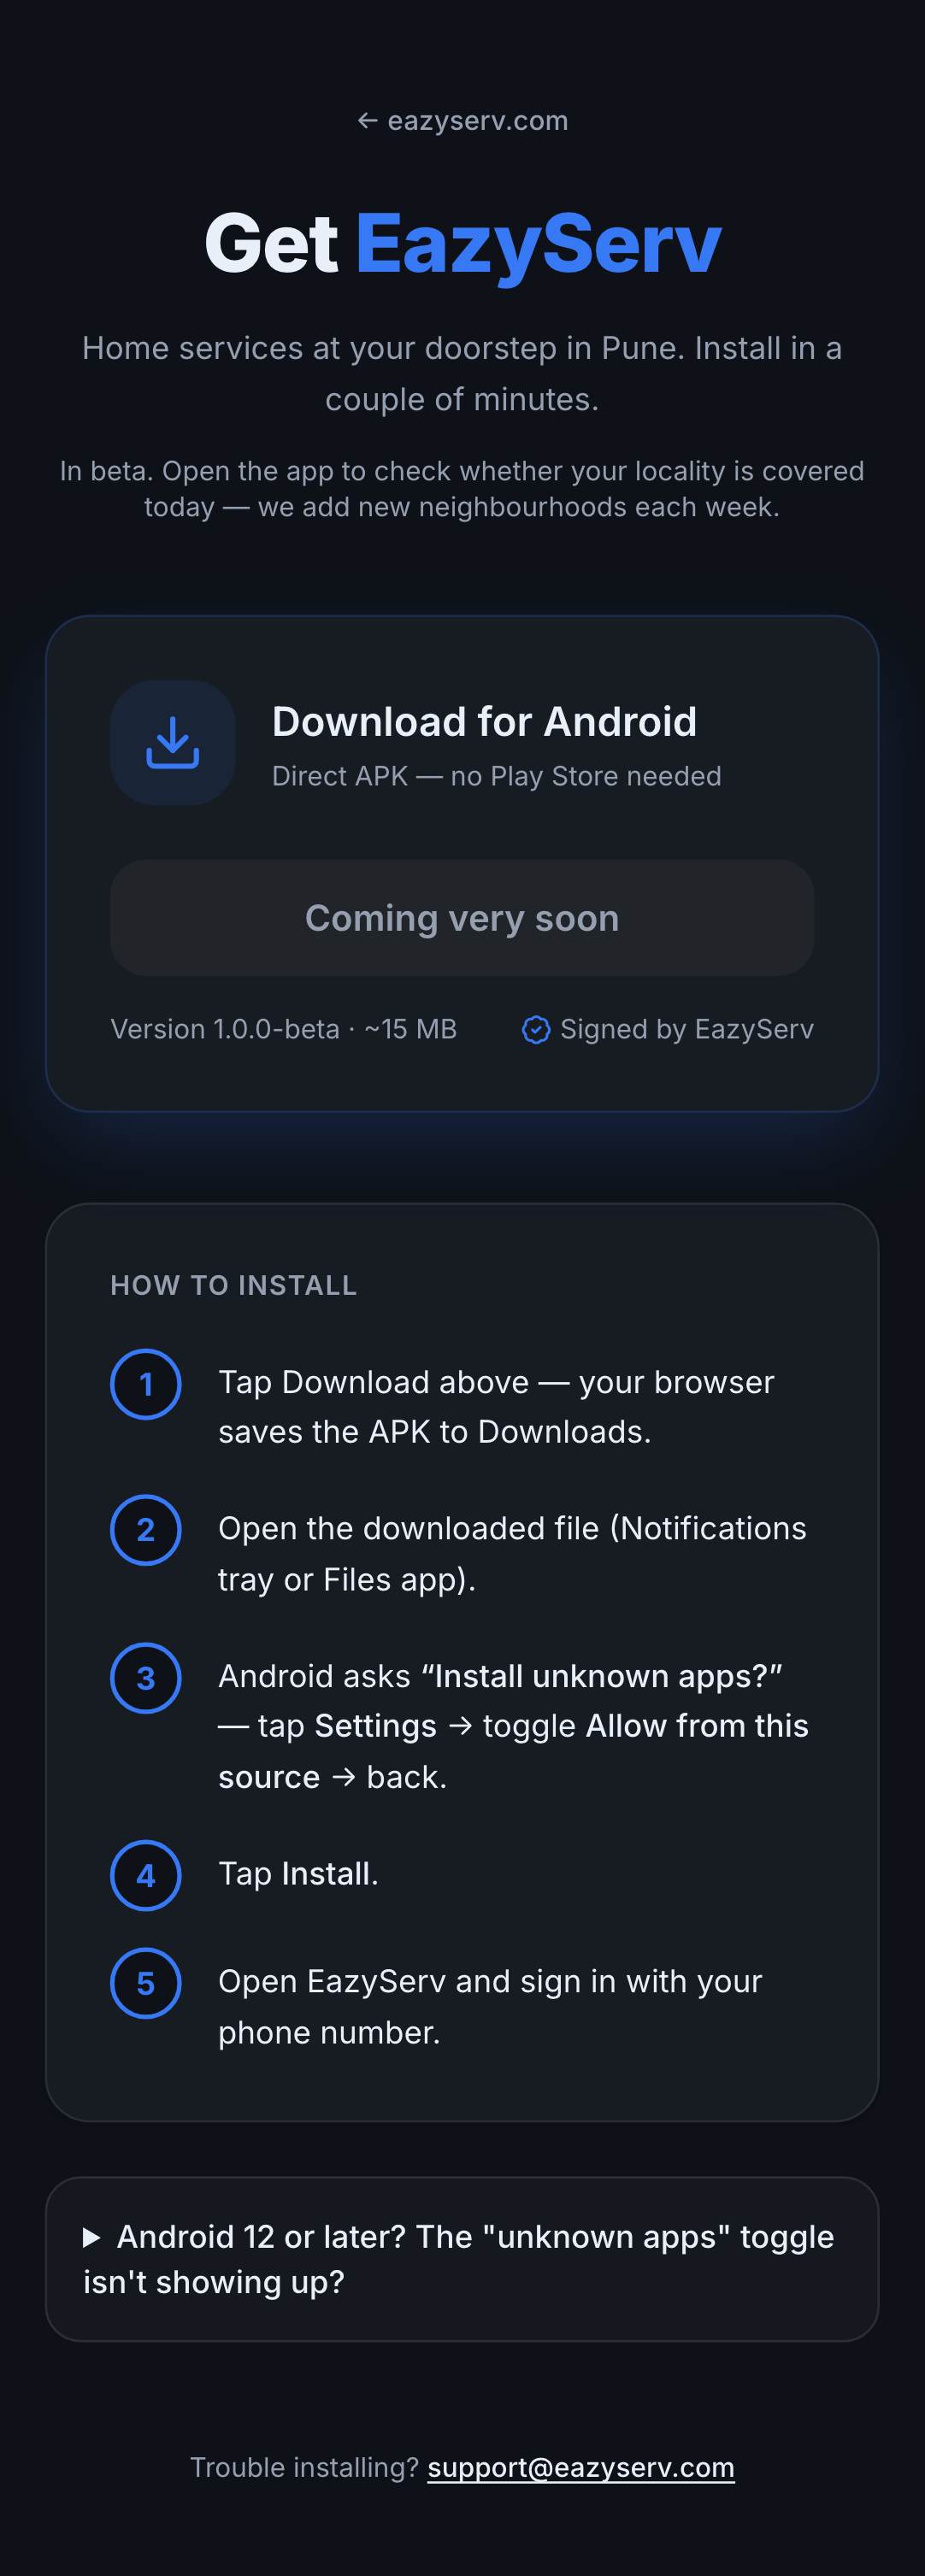 ← eazyserv.com
Get EazyServ
Home services at your doorstep in Pune. Install in a
couple of minutes.
In beta. Open the app to check whether your locality is covered
today — we add new neighbourhoods each week.
Download for Android
Direct APK — no Play Store needed
Coming very soon
Version 1.0.0-beta · ~15 MB
Signed by EazyServ
HOW TO INSTALL
1
Tap Download above — your browser
saves the APK to Downloads.
2
Open the downloaded file (Notifications
tray or Files app).
3
Android asks “Install unknown apps?”
— tap Settings → toggle Allow from this
source → back.
4
Tap Install.
5
Open EazyServ and sign in with your
phone number.
▶ Android 12 or later? The "unknown apps" toggle
isn't showing up?
Trouble installing? support@eazyserv.com